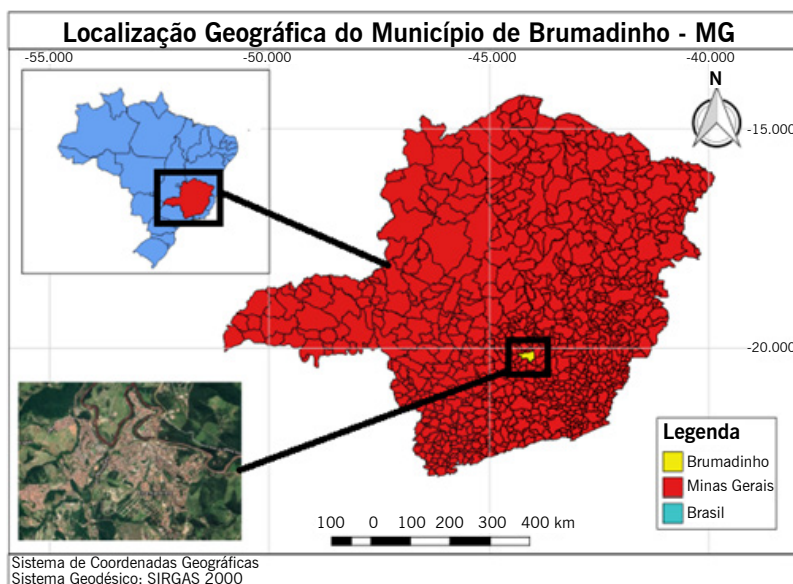 Localização Geográfica do Município de Brumadinho - MG
-55.000 -50.000 -45.000 -40.000
N
-15.000
-20.000
Legenda
Brumadinho
Minas Gerais
Brasil
100 0 100 200 300 400 km
Sistema de Coordenadas Geográficas
Sistema Geodésico: SIRGAS 2000